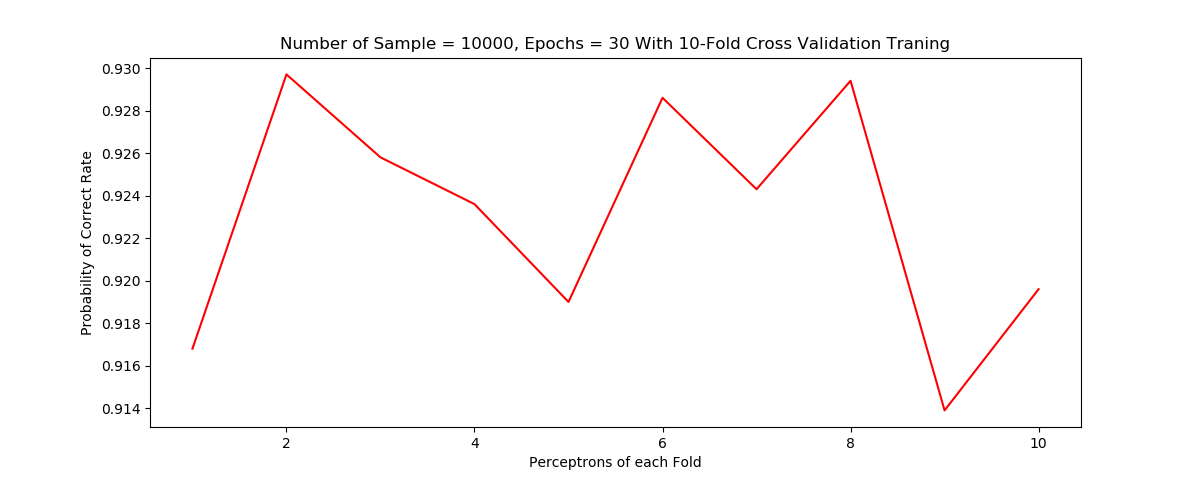 Number of Sample = 10000, Epochs = 30 With 10-Fold Cross Validation Traning
0.930
0.928
0.926
0.924
0.922
0.920
0.918
0.916
0.914
Probability of Correct Rate
2 4 6 8 10
Perceptrons of each Fold